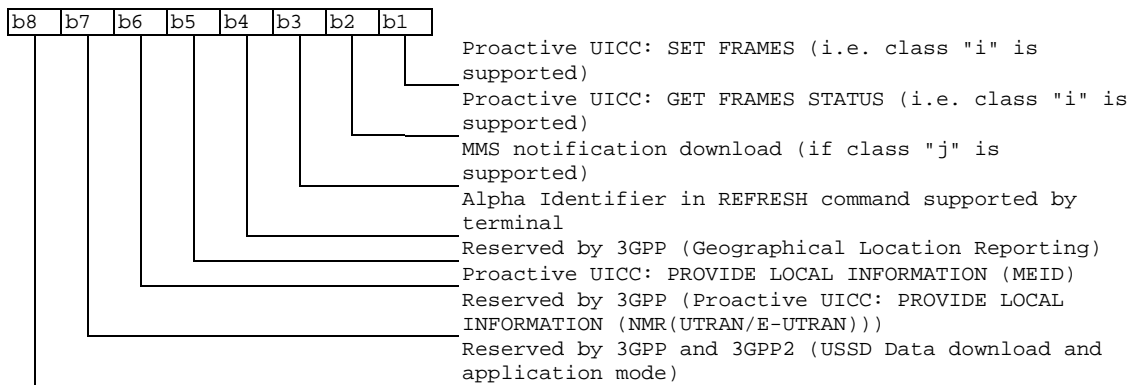 b8 b7 b6 b5 b4 b3 b2 b1
Proactive UICC: SET FRAMES (i.e. class "i" is
supported)
Proactive UICC: GET FRAMES STATUS (i.e. class "i" is
supported)
MMS notification download (if class "j" is
supported)
Alpha Identifier in REFRESH command supported by
terminal
Reserved by 3GPP (Geographical Location Reporting)
Proactive UICC: PROVIDE LOCAL INFORMATION (MEID)
Reserved by 3GPP (Proactive UICC: PROVIDE LOCAL
INFORMATION (NMR(UTRAN/E-UTRAN)))
Reserved by 3GPP and 3GPP2 (USSD Data download and
application mode)